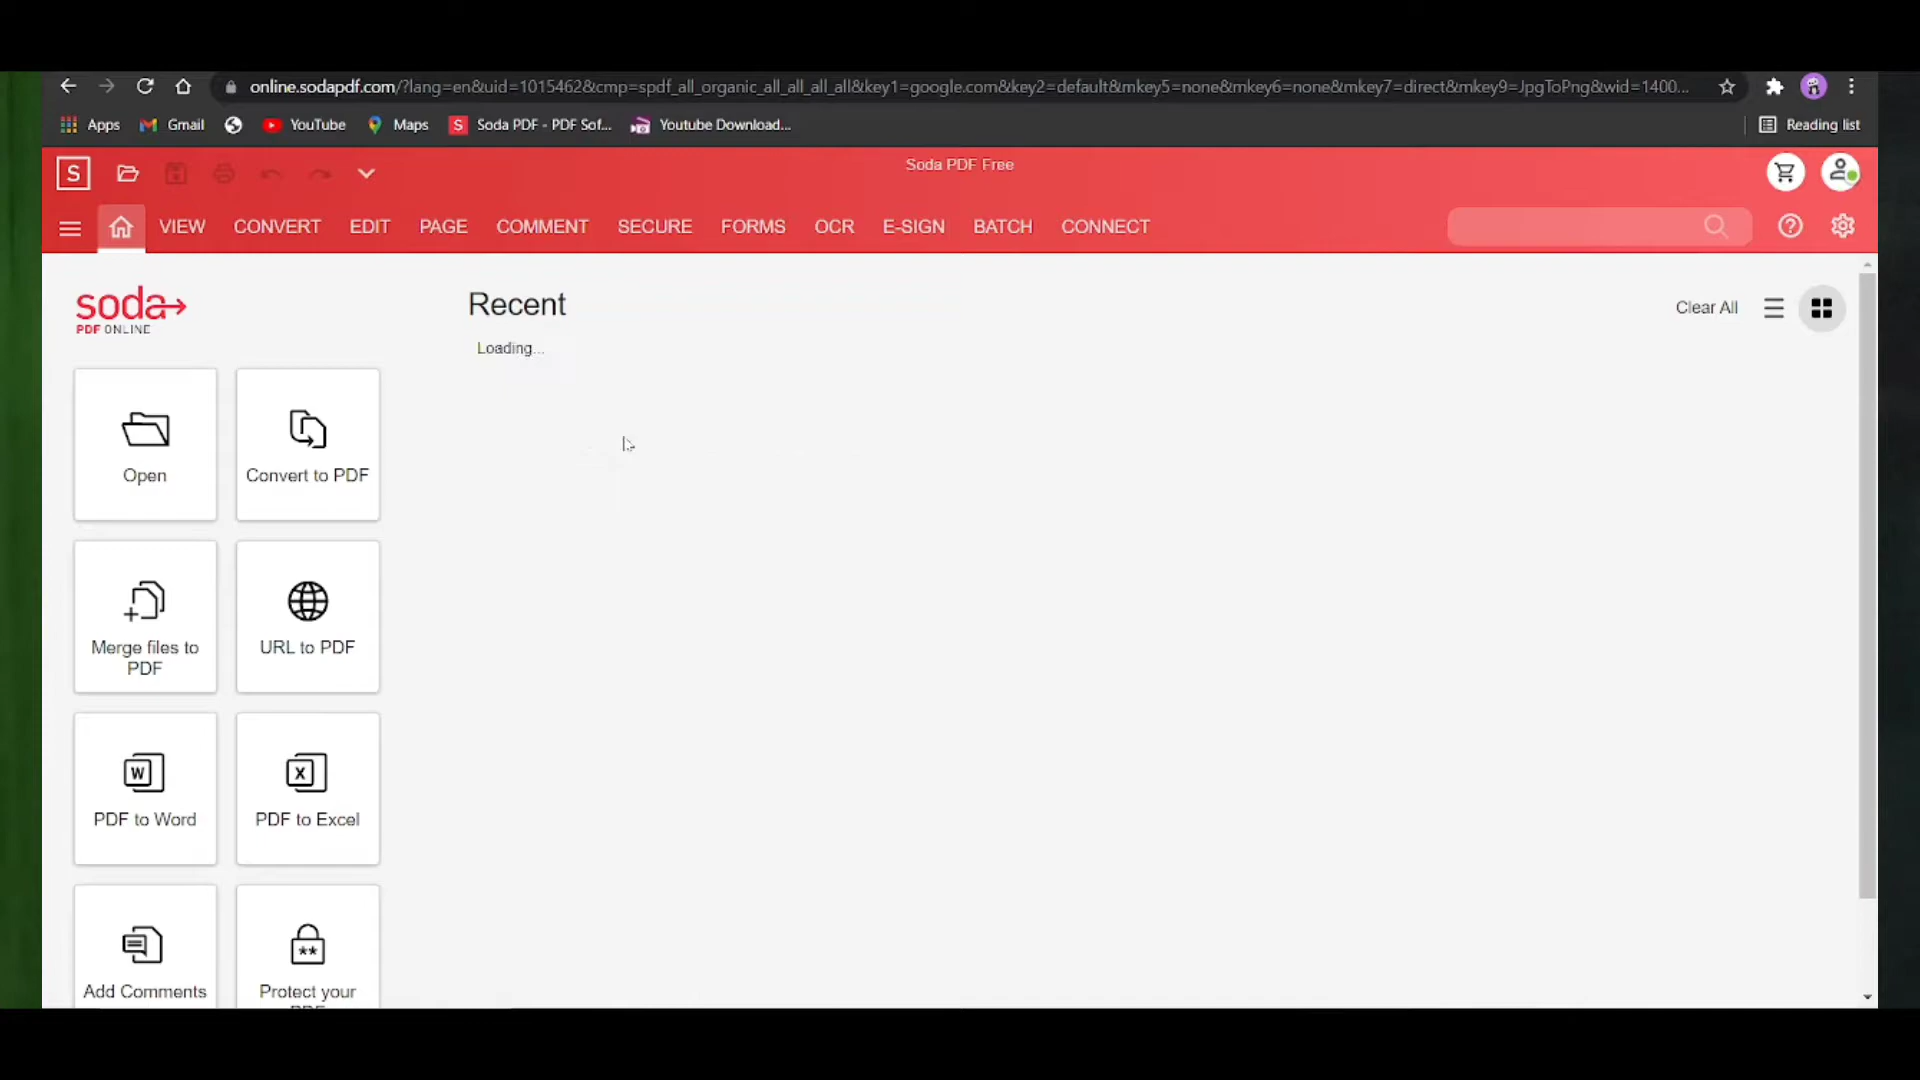 online.sodapdf.com/?lang=en&uid=1015462&cmp=spdf_all_organic_all_all_all_all&key1=google.com&key2=default&mkey5=none&mkey6=none&mkey7=direct&mkey9=JpgToPng&wid=1400...
Apps Gmail YouTube Maps S Soda PDF - PDF Sof... Youtube Download... Reading list
Soda PDF Free
S
VIEW CONVERT EDIT PAGE COMMENT SECURE FORMS OCR E-SIGN BATCH CONNECT
soda
PDF ONLINE
Recent
Clear All
Loading...
Open
Convert to PDF
Merge files to
PDF
URL to PDF
W
PDF to Word
X
PDF to Excel
Add Comments
Protect your